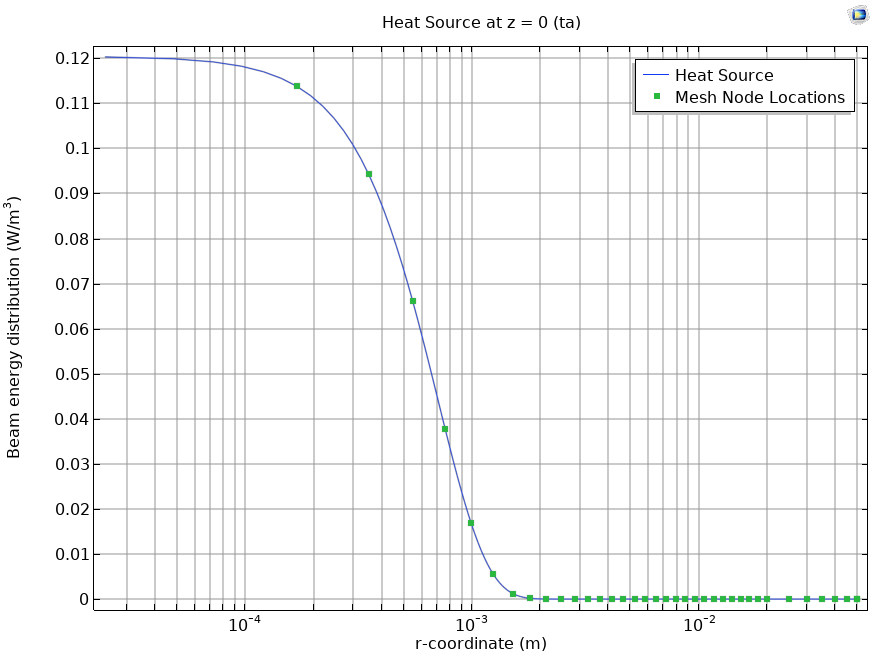 Heat Source at z = 0 (ta)
Heat Source
Mesh Node Locations
Beam energy distribution (W/m³)
0.12
0.11
0.1
0.09
0.08
0.07
0.06
0.05
0.04
0.03
0.02
0.01
0
10⁻⁴ 10⁻³ 10⁻²
r-coordinate (m)